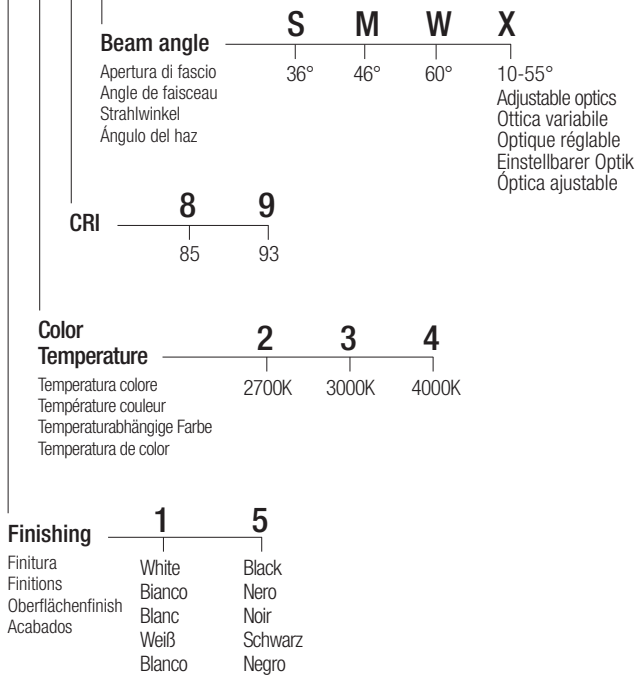 S M W X
Beam angle
Apertura di fascio
Angle de faisceau
Strahlwinkel
Ángulo del haz
36° 46° 60° 10-55°
Adjustable optics
Ottica variabile
Optique réglable
Einstellbarer Optik
Óptica ajustable
8 9
CRI
85 93
Color
Temperature
2 3 4
Temperatura colore
Température couleur
Temperaturabhängige Farbe
Temperatura de color
2700K 3000K 4000K
1 5
Finishing
Finitura
Finitions
Oberflächenfinish
Acabados
White
Bianco
Blanc
Weiß
Blanco
Black
Nero
Noir
Schwarz
Negro